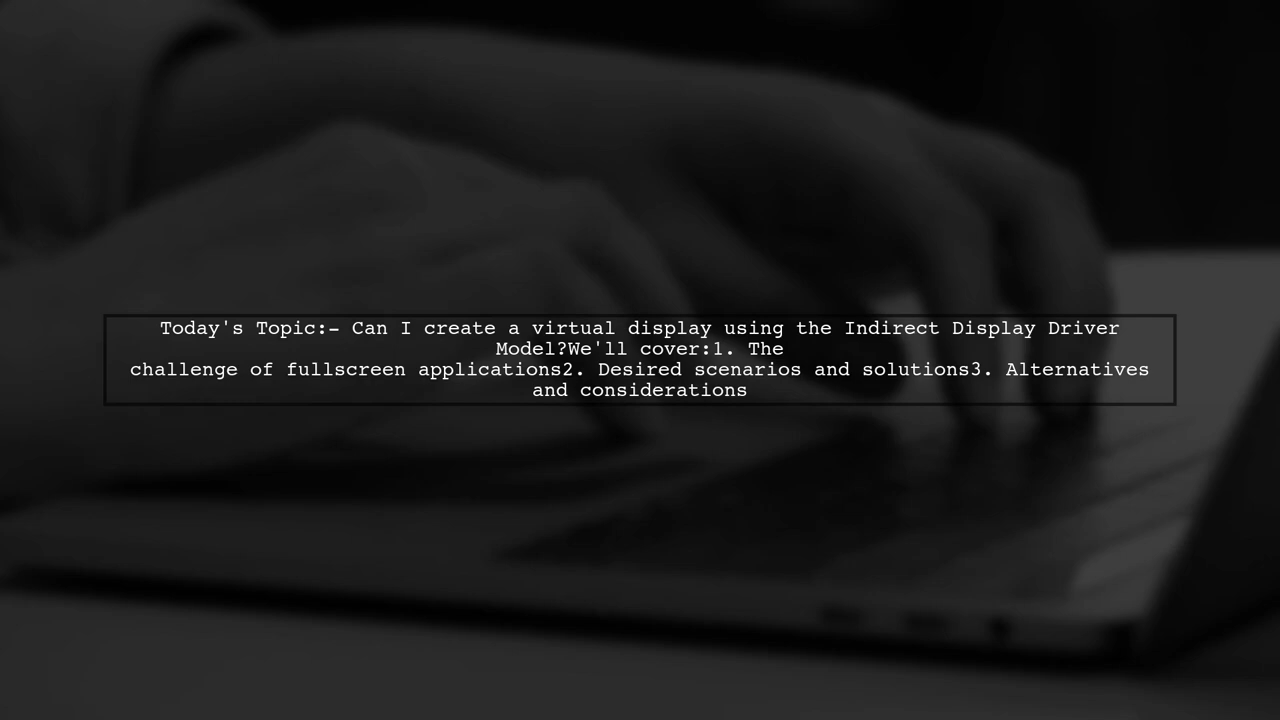 Today's Topic:- Can I create a virtual display using the Indirect Display Driver
Model?We'll cover:1. The
challenge of fullscreen applications2. Desired scenarios and solutions3. Alternatives
and considerations